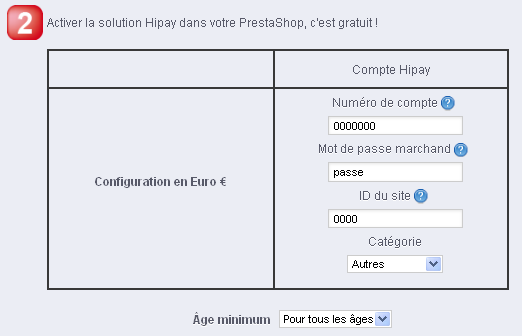 2 Activer la solution Hipay dans votre PrestaShop, c'est gratuit !
Compte Hipay
Configuration en Euro €
Numéro de compte ?
0000000
Mot de passe marchand ?
passe
ID du site ?
0000
Catégorie
Autres
Âge minimum Pour tous les âges